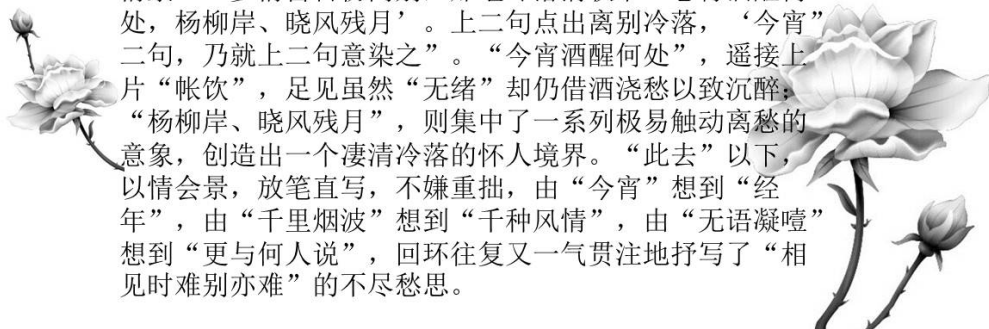 处，杨柳岸、晓风残月’。上二句点出离别冷落，‘今宵”
二句，乃就上二句意染之”。“今宵酒醒何处”，遥接上
片“帐饮”，足见虽然“无绪”却仍借酒浇愁以致沉醉；
“杨柳岸、晓风残月”，则集中了一系列极易触动离愁的
意象，创造出一个凄清冷落的怀人境界。“此去”以下，
以情会景，放笔直写，不嫌重拙，由“今宵”想到“经
年”，由“千里烟波”想到“千种风情”，由“无语凝噎”
想到“更与何人说”，回环往复又一气贯注地抒写了“相
见时难别亦难”的不尽愁思。